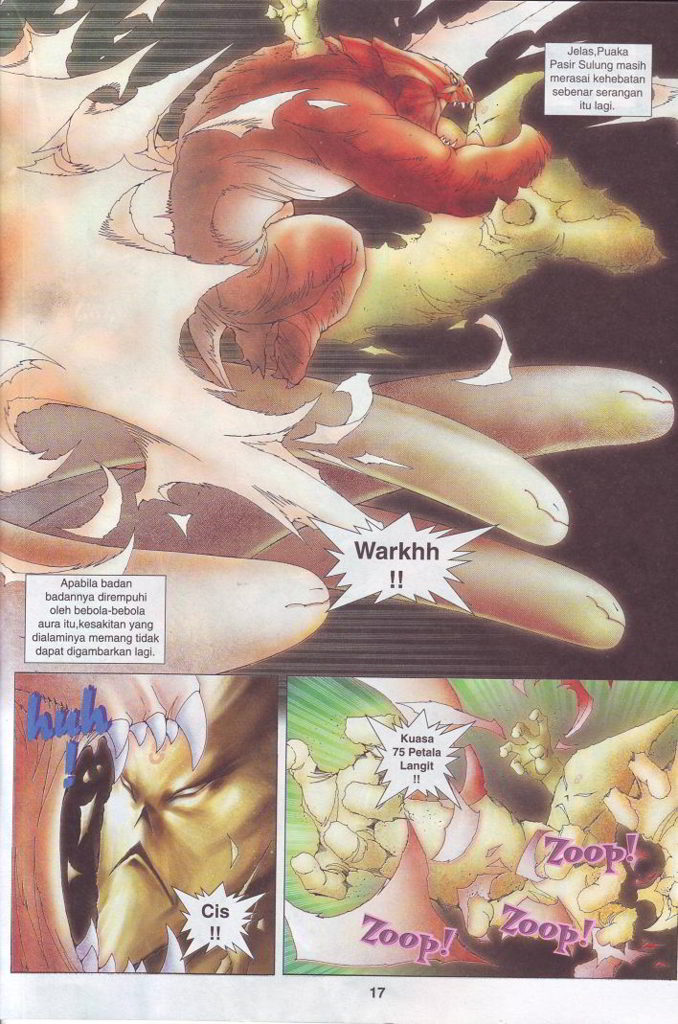 Jelas,Puaka
Pasir Sulung masih
merasai kehebatan
sebenar serangan
itu lagi.
Warkhh
!!
Apabila badan
badannya dirempuhi
oleh bebola-bebola
aura itu,kesakitan yang
dialaminya memang tidak
dapat digambarkan lagi.
huh
!
Cis
!!
Kuasa
75 Petala
Langit
!!
Zoop!
Zoop!
Zoop!
17